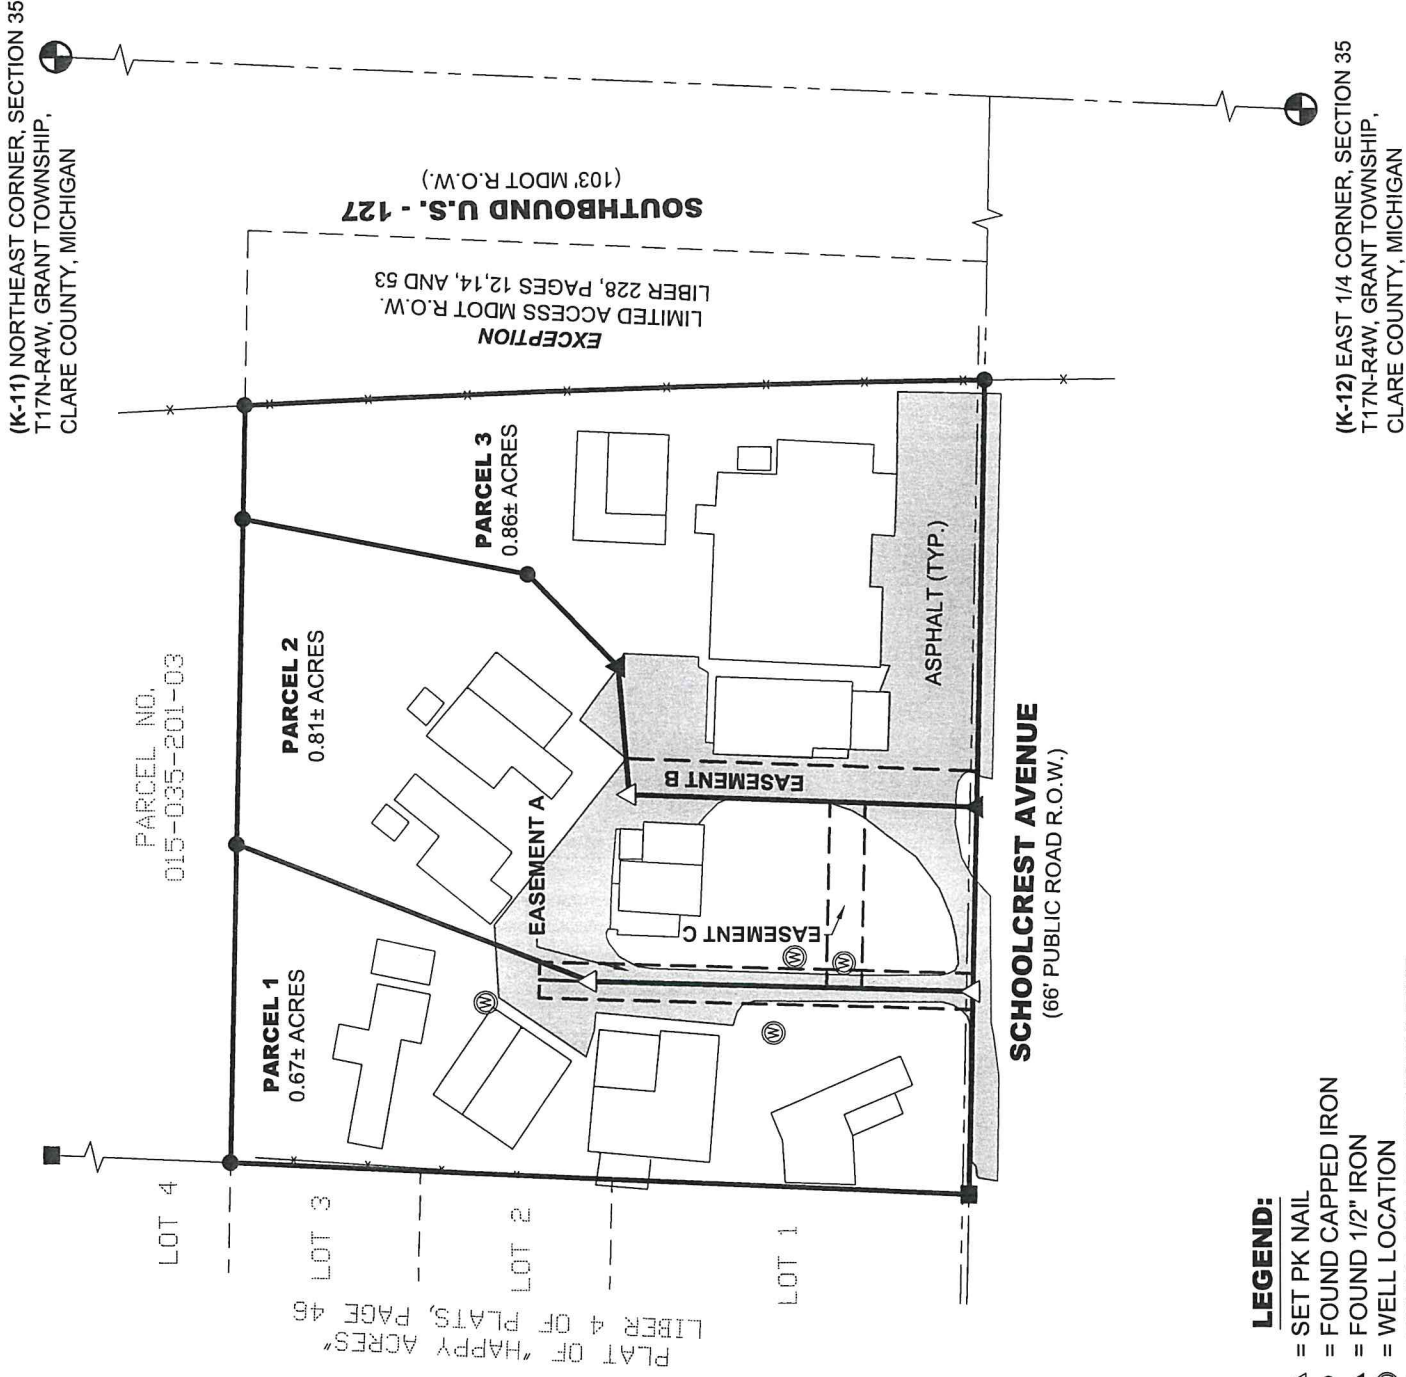 (K-11) NORTHEAST CORNER, SECTION 35
T17N-R4W, GRANT TOWNSHIP,
CLARE COUNTY, MICHIGAN
SOUTHBOUND U.S. - 127
(103' MDOT R.O.W.)
EXCEPTION
LIMITED ACCESS MDOT R.O.W.
LIBER 228, PAGES 12,14, AND 53
PARCEL NO.
015-035-201-03
PARCEL 1
0.67± ACRES
PARCEL 2
0.81± ACRES
PARCEL 3
0.86± ACRES
EASEMENT A
EASEMENT B
EASEMENT C
ASPHALT (TYP.)
W
W
W
W
SCHOOLCREST AVENUE
(66' PUBLIC ROAD R.O.W.)
LOT 4
LOT 3
LOT 2
LOT 1
PLAT OF "HAPPY ACRES"
LIBER 4 OF PLATS, PAGE 46
(K-12) EAST 1/4 CORNER, SECTION 35
T17N-R4W, GRANT TOWNSHIP,
CLARE COUNTY, MICHIGAN
LEGEND:
= SET PK NAIL
= FOUND CAPPED IRON
= FOUND 1/2" IRON
= WELL LOCATION